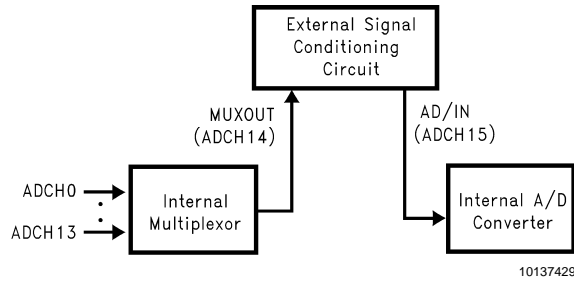 External Signal
Conditioning
Circuit
MUXOUT
(ADCH14)
AD/IN
(ADCH15)
ADCH0
ADCH13
Internal
Multiplexor
Internal A/D
Converter
10137429